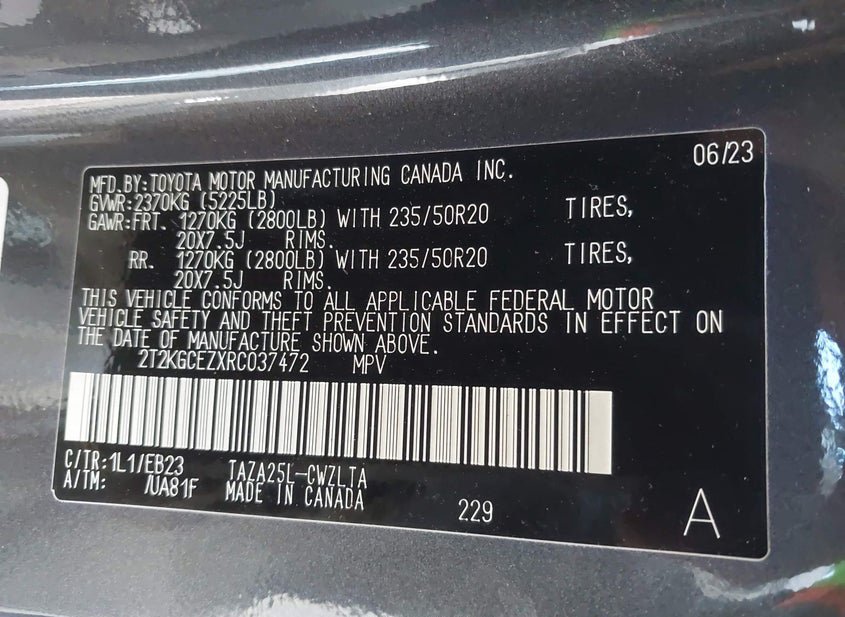 06/23
MFD.BY:TOYOTA MOTOR MANUFACTURING CANADA INC.
GVWR:2370KG (5225LB)
GAWR:FRT. 1270KG (2800LB) WITH 235/50R20 TIRES,
20X7.5J RIMS.
RR. 1270KG (2800LB) WITH 235/50R20 TIRES,
20X7.5J RIMS.
THIS VEHICLE CONFORMS TO ALL APPLICABLE FEDERAL MOTOR
VEHICLE SAFETY AND THEFT PREVENTION STANDARDS IN EFFECT ON
THE DATE OF MANUFACTURE SHOWN ABOVE.
2T2KGCEZXRC037472 MPV
C/TR:1L1/EB23 TAZA25L-CWZLTA
A/TM: /UA81F MADE IN CANADA
229
A